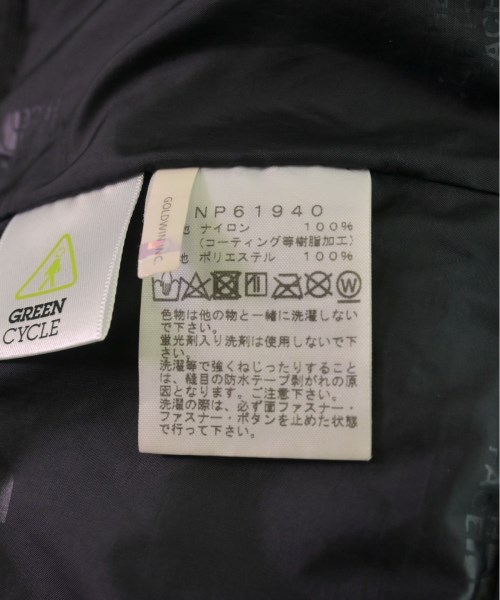 GOLDWIN INC.
NP61940
ナイロン 100%
(コーティング等樹脂加工)
地 ポリエステル 100%
色物は他の物と一緒に洗濯しない
で下さい。
蛍光剤入り洗剤は使用しないで下
さい。
洗濯等で強くねじったりすること
は、縫目の防水テープ剥がれの原
因となります。ご注意下さい。
洗濯の際は、必ず面ファスナー・
ファスナー・ボタンを止めた状態
で行って下さい。
GREEN
CYCLE